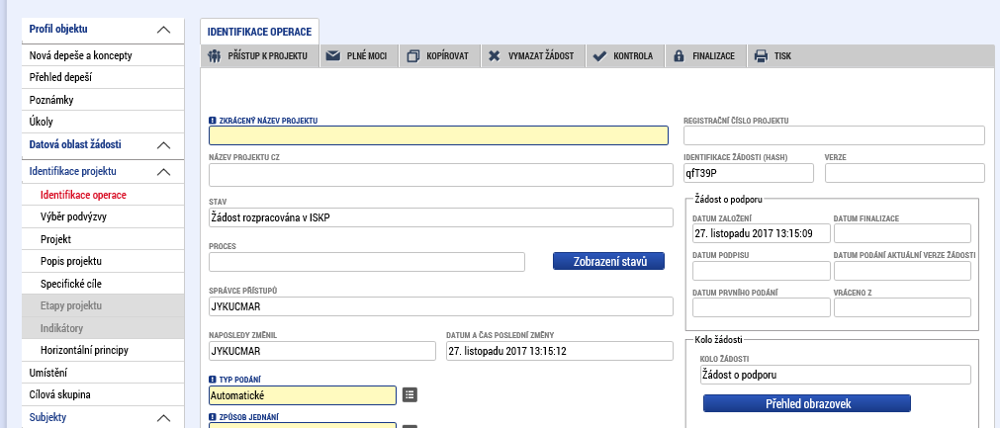 Profil objektu
Nová depeše a koncepty
Přehled depeší
Poznámky
Úkoly
Datová oblast žádosti
Identifikace projektu
Identifikace operace
Výběr podvýzvy
Projekt
Popis projektu
Specifické cíle
Etapy projektu
Indikátory
Horizontální principy
Umístění
Cílová skupina
Subjekty
IDENTIFIKACE OPERACE
PŘÍSTUP K PROJEKTU PLNÉ MOCI KOPÍROVAT VYMAZAT ŽÁDOST KONTROLA FINALIZACE TISK
ZKRÁCENÝ NÁZEV PROJEKTU
NÁZEV PROJEKTU CZ
STAV
Žádost rozpracována v ISKP
PROCES
Zobrazení stavů
SPRÁVCE PŘÍSTUPŮ
JYKUCMAR
NAPOSLEDY ZMĚNIL DATUM A ČAS POSLEDNÍ ZMĚNY
JYKUCMAR 27. listopadu 2017 13:15:12
TYP PODÁNÍ
Automatické
ZPŮSOB JEDNÁNÍ
REGISTRAČNÍ ČÍSLO PROJEKTU
IDENTIFIKACE ŽÁDOSTI (HASH) VERZE
qfT39P
Žádost o podporu
DATUM ZALOŽENÍ DATUM FINALIZACE
27. listopadu 2017 13:15:09
DATUM PODPISU DATUM PODÁNÍ AKTUÁLNÍ VERZE ŽÁDOSTI
DATUM PRVNÍHO PODÁNÍ VRÁCENO Z
Kolo žádosti
KOLO ŽÁDOSTI
Žádost o podporu
Přehled obrazovek